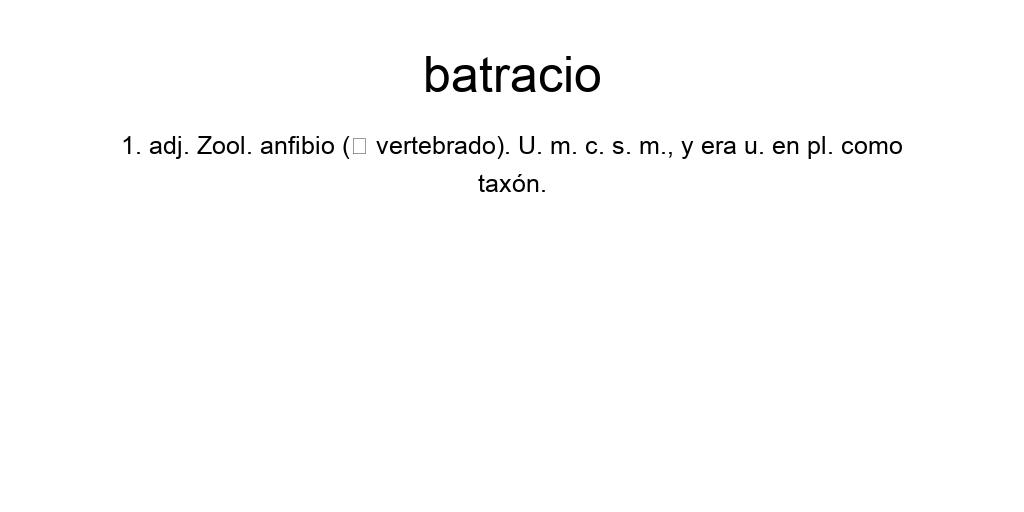 batracio
1. adj. Zool. anfibio (□ vertebrado). U. m. c. s. m., y era u. en pl. como
taxón.